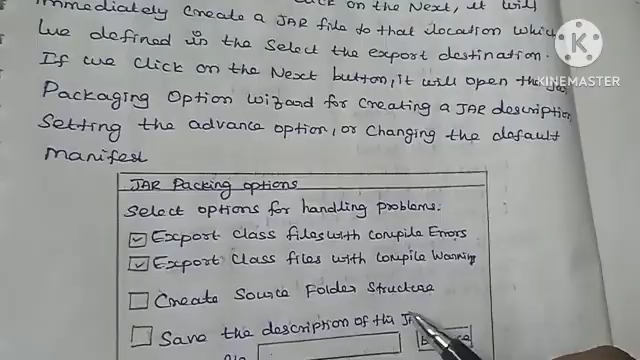 Immediately create a JAR file to that location which
we defined in the select the export destination.
If we click on the Next button, it will open the JAR
Packaging Option wizard for creating a JAR description,
setting the advance option, or changing the default
manifest
JAR Packing options
Select options for handling problems:
Export class files with compile Errors
Export class files with compile Warning
Create Source Folder Structure
Save the description of the
KINEMASTER